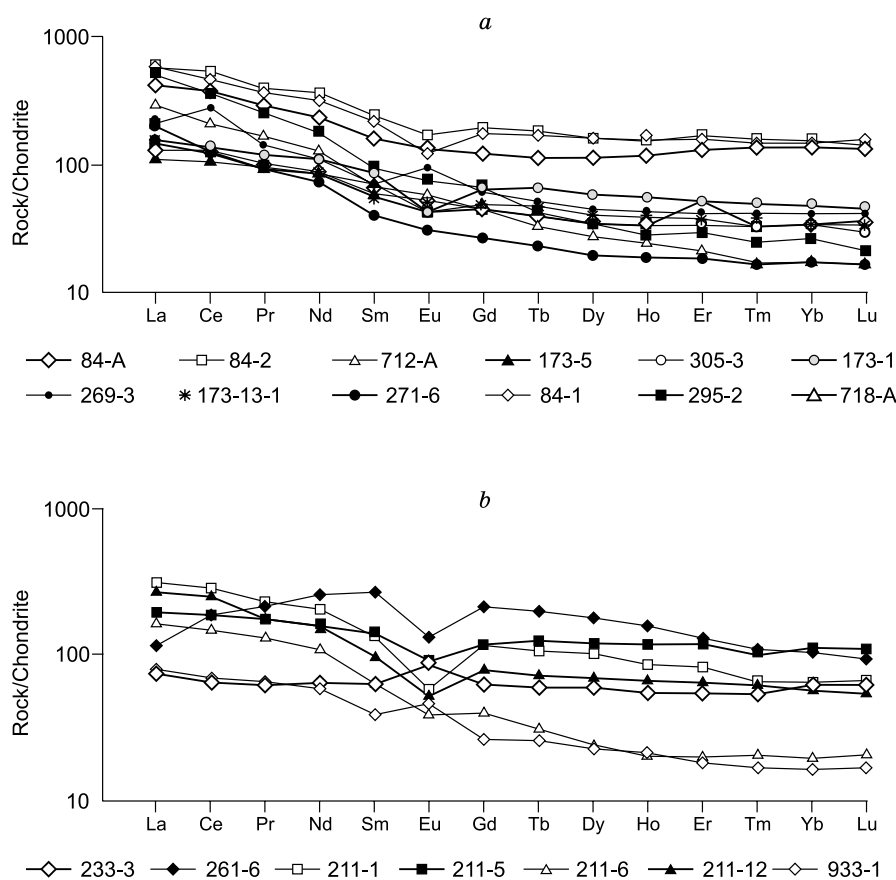 a
1000
100
10
Rock/Chondrite
La Ce Pr Nd Sm Eu Gd Tb Dy Ho Er Tm Yb Lu
84-A 84-2 712-A 173-5 305-3 173-1
269-3 173-13-1 271-6 84-1 295-2 718-A
b
1000
100
10
Rock/Chondrite
La Ce Pr Nd Sm Eu Gd Tb Dy Ho Er Tm Yb Lu
233-3 261-6 211-1 211-5 211-6 211-12 933-1